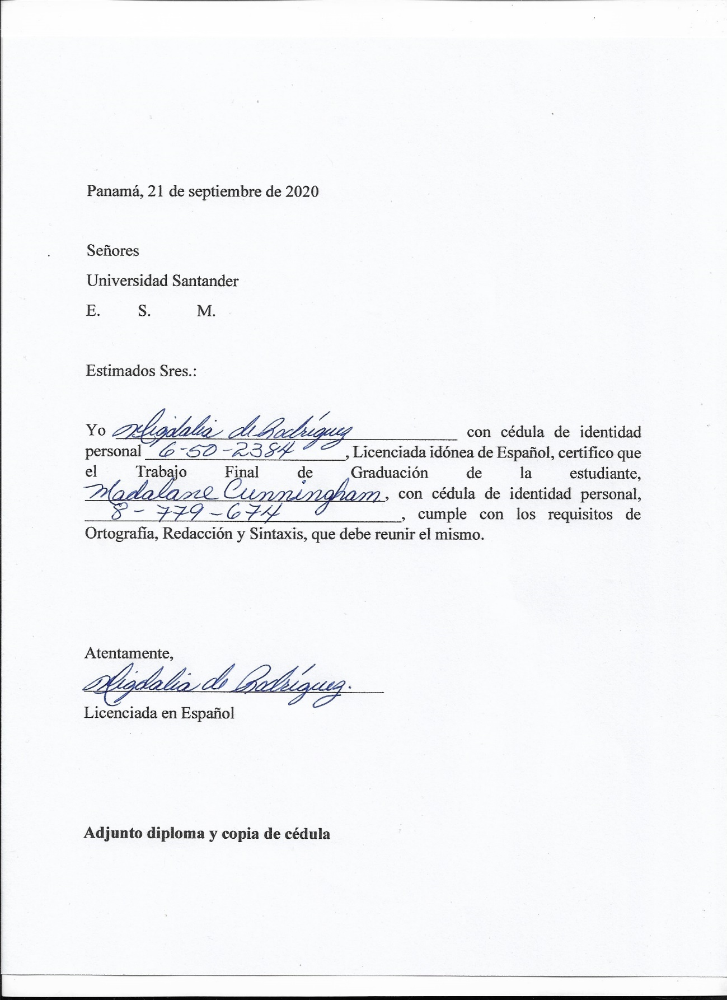 Panamá, 21 de septiembre de 2020
Señores
Universidad Santander
E. S. M.
Estimados Sres.:
Yo Migdalia de Rodríguez con cédula de identidad
personal 6-50-2384, Licenciada idónea de Español, certifico que
el Trabajo Final de Graduación de la estudiante,
Madalane Cunningham, con cédula de identidad personal,
8-779-674, cumple con los requisitos de
Ortografía, Redacción y Sintaxis, que debe reunir el mismo.
Atentamente,
Migdalia de Rodríguez.
Licenciada en Español
Adjunto diploma y copia de cédula